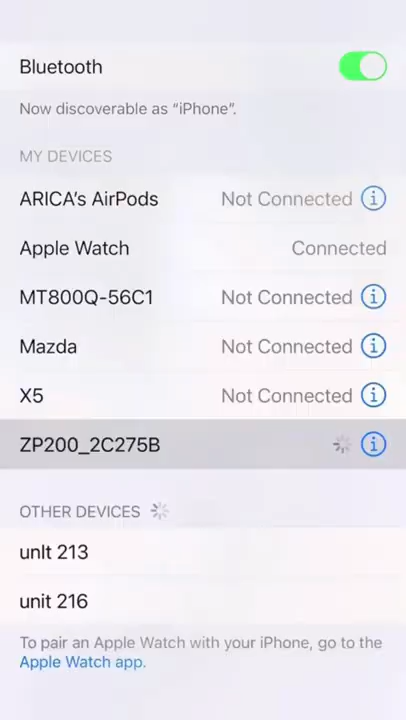 Bluetooth
Now discoverable as “iPhone”.
MY DEVICES
ARICA’s AirPods Not Connected
Apple Watch Connected
MT800Q-56C1 Not Connected
Mazda Not Connected
X5 Not Connected
ZP200_2C275B
OTHER DEVICES
unIt 213
unit 216
To pair an Apple Watch with your iPhone, go to the
Apple Watch app.